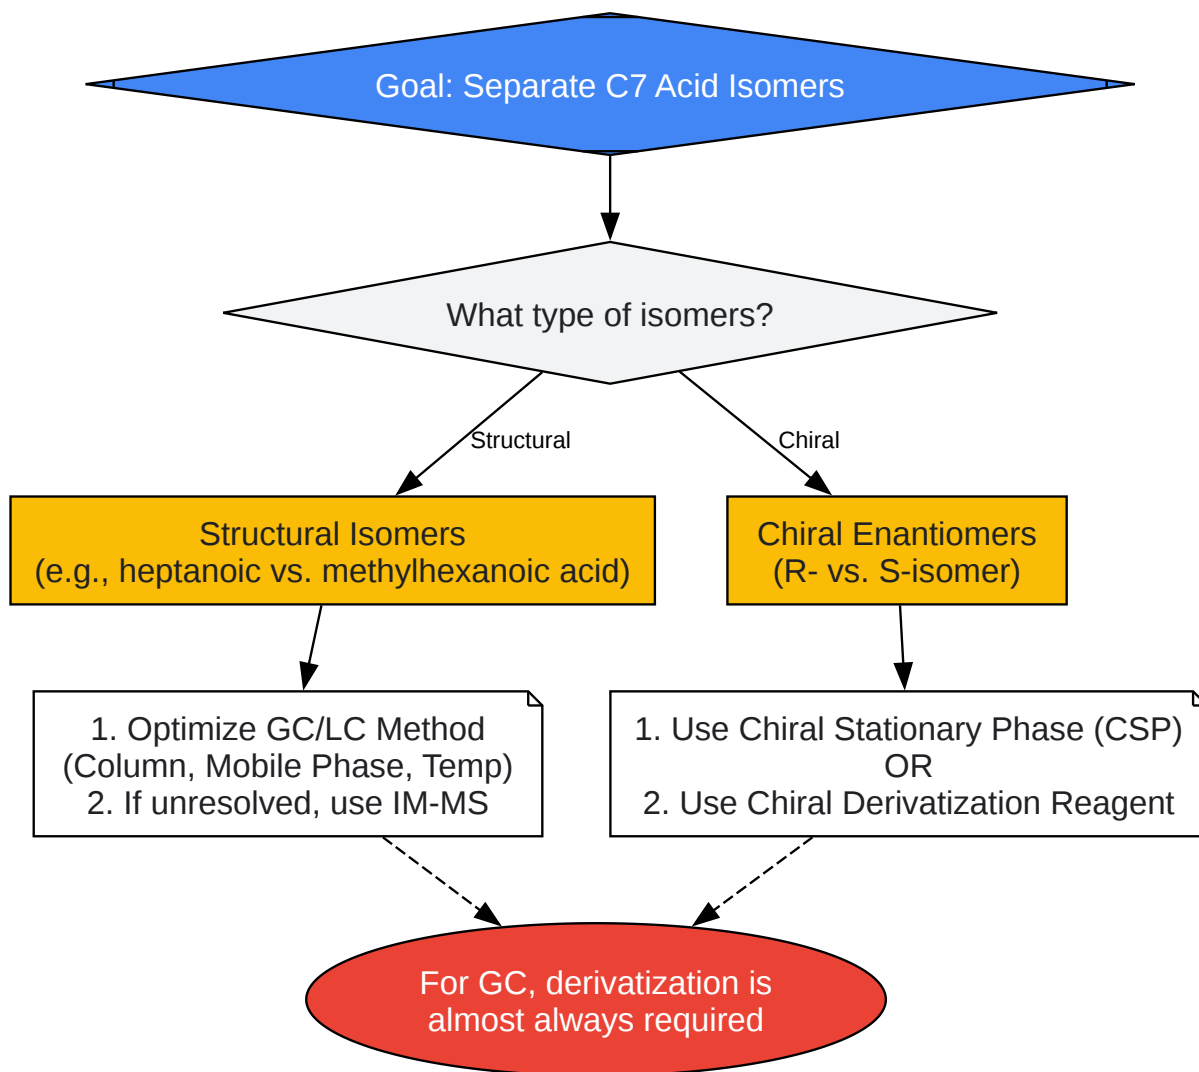 Goal: Separate C7 Acid Isomers
What type of isomers?
Structural
Chiral
Structural Isomers
(e.g., heptanoic vs. methylhexanoic acid)
Chiral Enantiomers
(R- vs. S-isomer)
1. Optimize GC/LC Method
(Column, Mobile Phase, Temp)
2. If unresolved, use IM-MS
1. Use Chiral Stationary Phase (CSP)
OR
2. Use Chiral Derivatization Reagent
For GC, derivatization is
almost always required